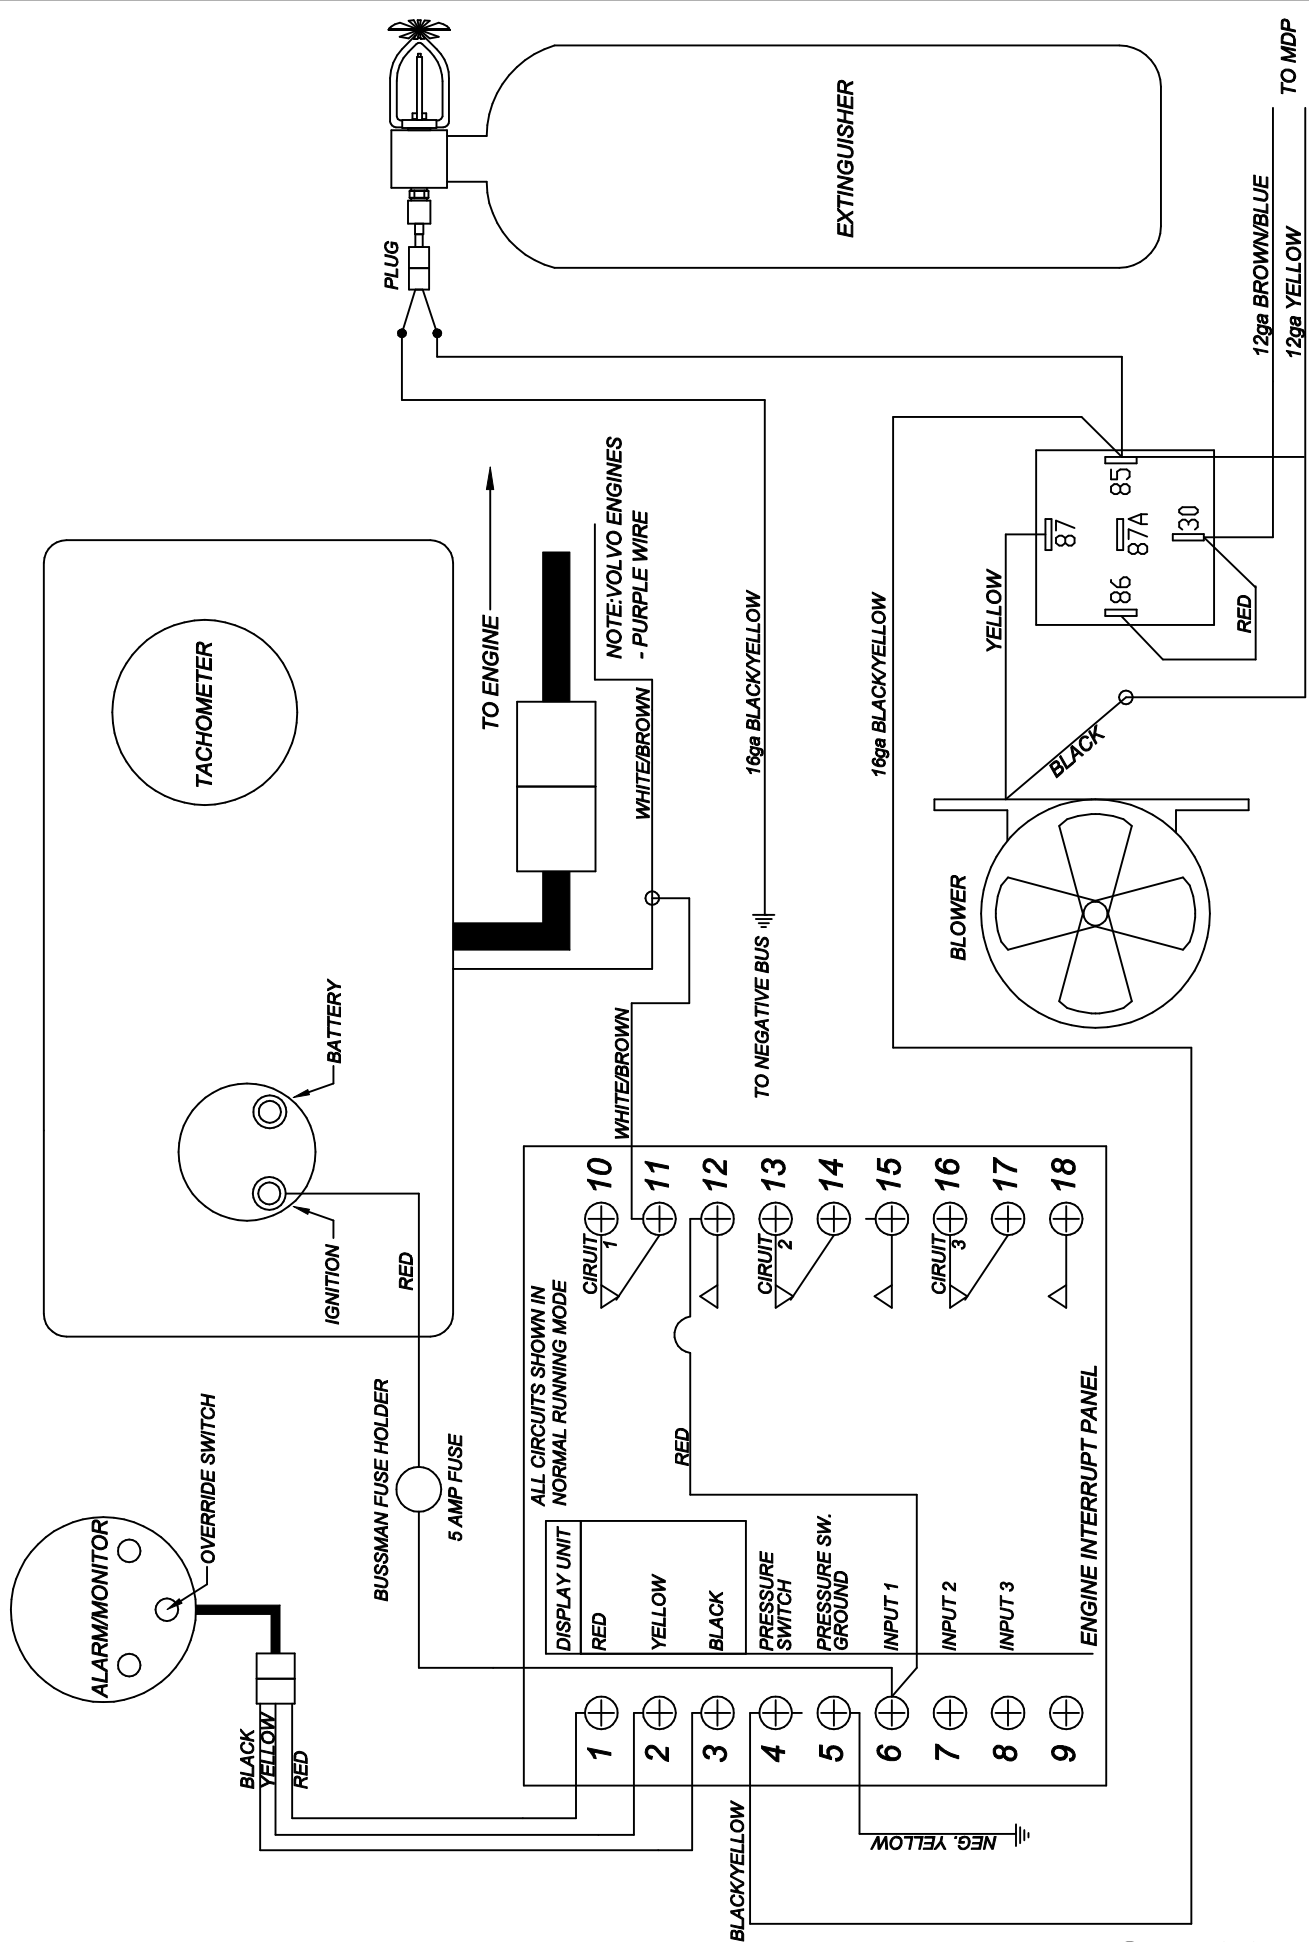 ALARM/MONITOR
OVERRIDE SWITCH
BLACK
YELLOW
RED
TACHOMETER
BATTERY
IGNITION
RED
BUSSMAN FUSE HOLDER
5 AMP FUSE
TO ENGINE
NOTE:VOLVO ENGINES
- PURPLE WIRE
WHITE/BROWN
WHITE/BROWN
PLUG
EXTINGUISHER
16ga BLACK/YELLOW
TO NEGATIVE BUS
16ga BLACK/YELLOW
BLOWER
YELLOW
BLACK
RED
87
87A
85
86
30
12ga BROWN/BLUE
12ga YELLOW
TO MDP
ALL CIRCUITS SHOWN IN
NORMAL RUNNING MODE
DISPLAY UNIT
RED
YELLOW
BLACK
PRESSURE
SWITCH
PRESSURE SW.
GROUND
INPUT 1
INPUT 2
INPUT 3
ENGINE INTERRUPT PANEL
RED
CIRUIT
1
CIRUIT
2
CIRUIT
3
1
2
3
4
5
6
7
8
9
10
11
12
13
14
15
16
17
18
BLACK/YELLOW
NEG. YELLOW